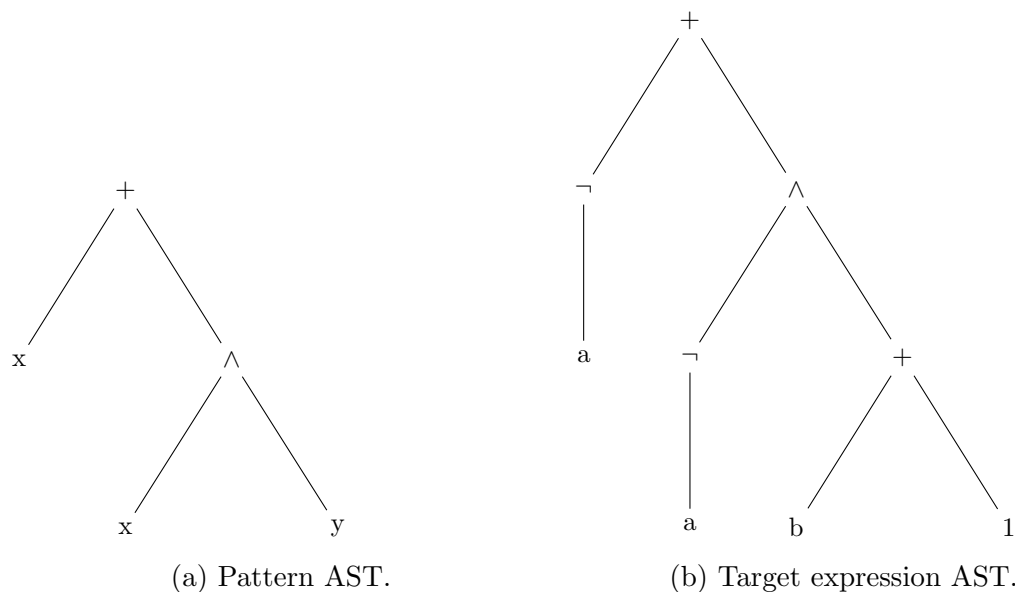 +
x
∧
x
y
(a) Pattern AST.
+
¬
∧
a
¬
+
a
b
1
(b) Target expression AST.